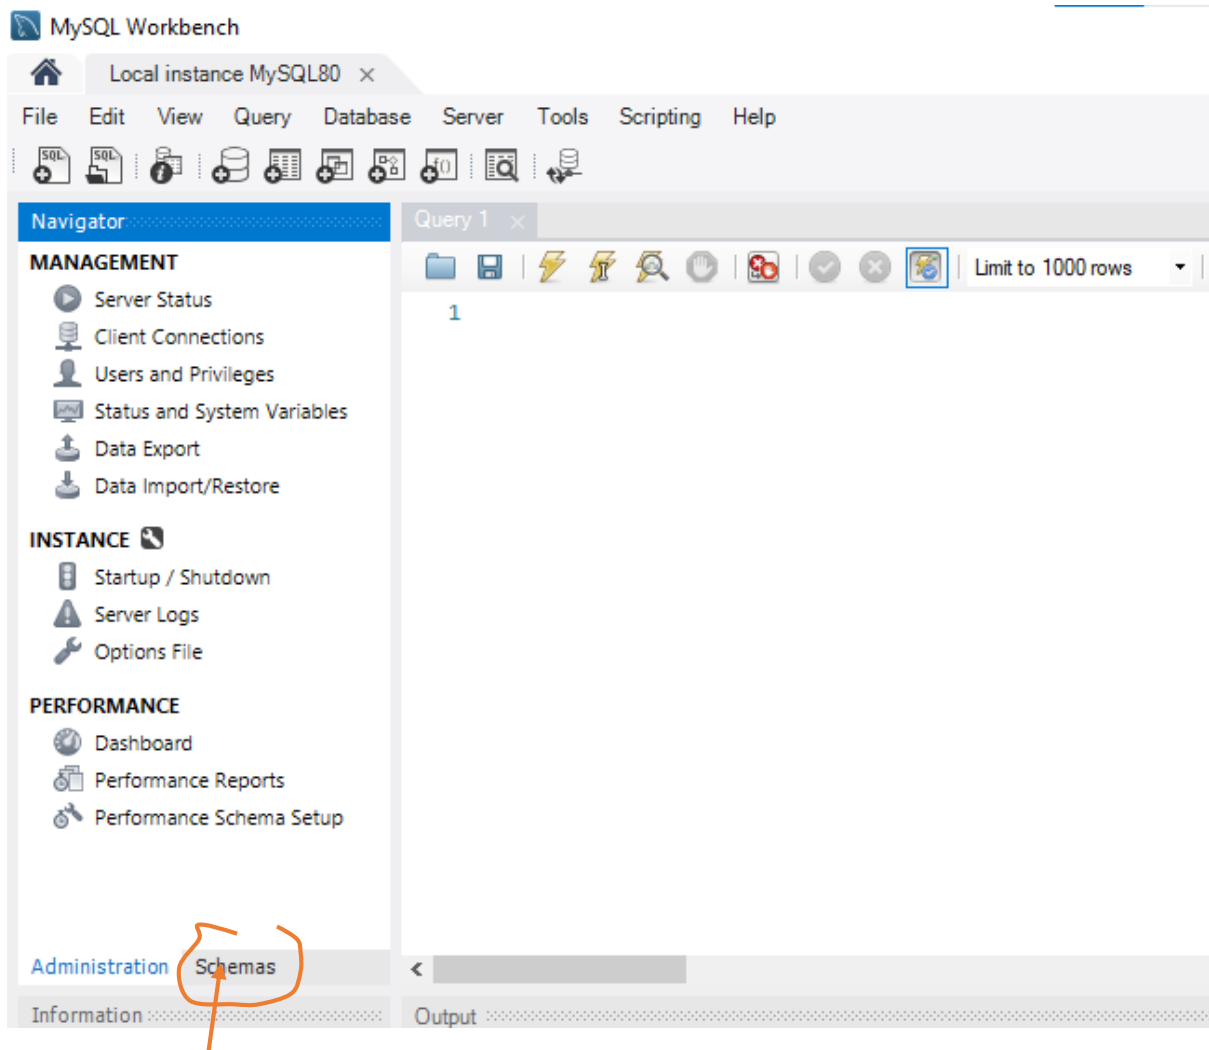 MySQL Workbench
Local instance MySQL80
File Edit View Query Database Server Tools Scripting Help
SQL SQL
Navigator
Query 1
MANAGEMENT
Server Status
Client Connections
Users and Privileges
Status and System Variables
Data Export
Data Import/Restore
INSTANCE
Startup / Shutdown
Server Logs
Options File
PERFORMANCE
Dashboard
Performance Reports
Performance Schema Setup
Administration Schemas
Information
Limit to 1000 rows
1
Output